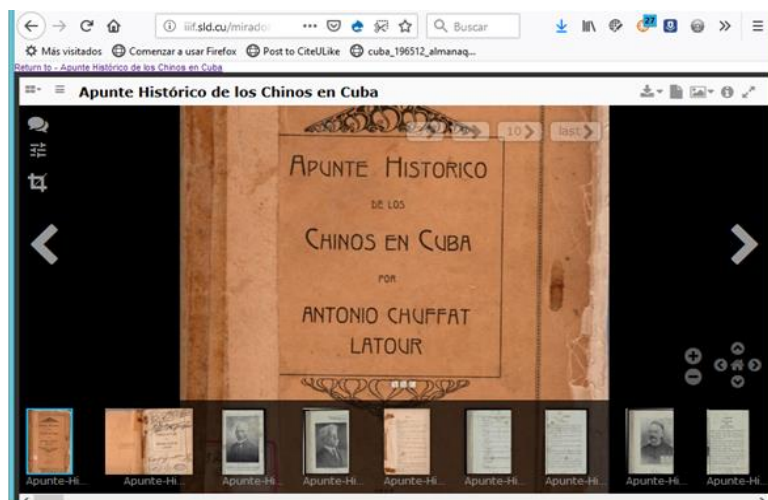 iiif.sld.cu/mirado
Buscar
27
Más visitados
Comenzar a usar Firefox
Post to CiteULike
cuba_196512_almanaq...
Return to - Apunte Histórico de los Chinos en Cuba
Apunte Histórico de los Chinos en Cuba
10
last
APUNTE HISTORICO
DE LOS
CHINOS EN CUBA
POR
ANTONIO CHUFFAT
LATOUR
Apunte-Hi...
Apunte-Hi...
Apunte-Hi...
Apunte-Hi...
Apunte-Hi...
Apunte-Hi...
Apunte-Hi...
Apunte-Hi...
Apunte-Hi...